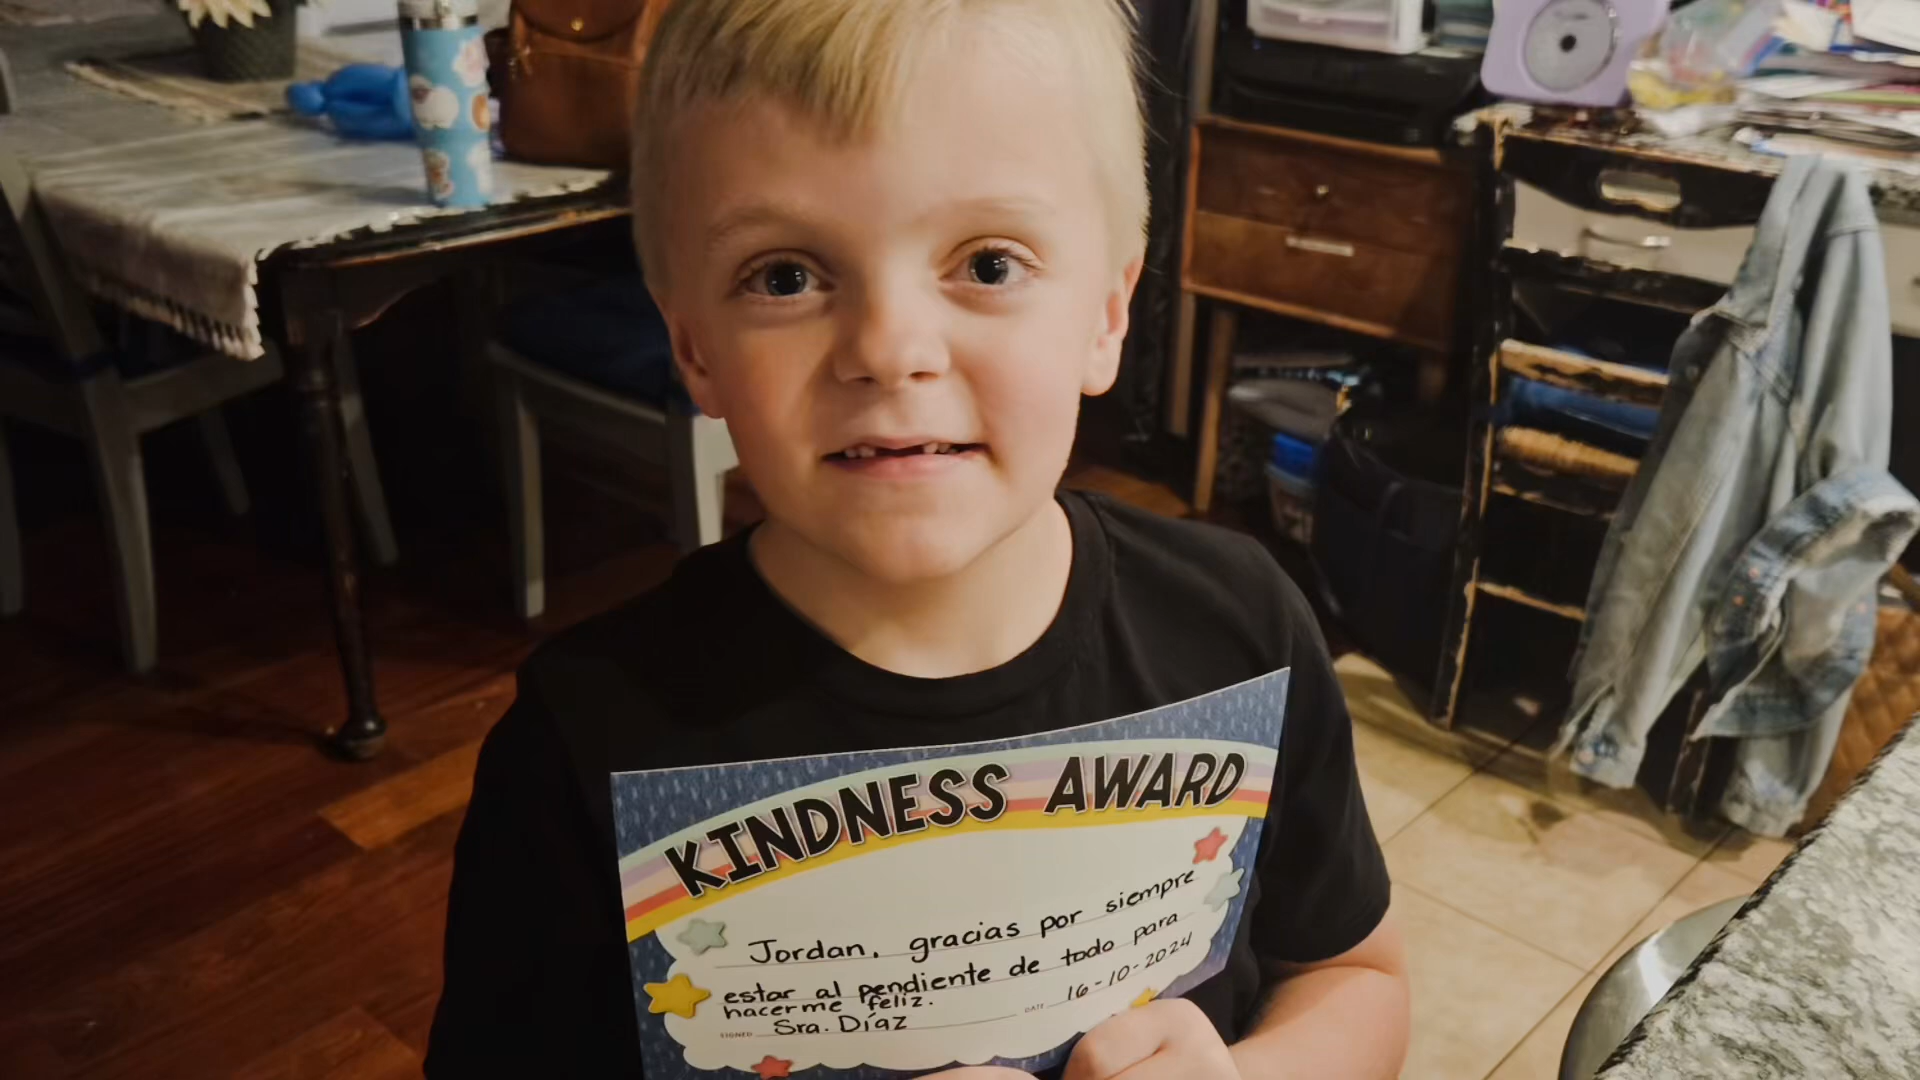 KINDNESS AWARD
Jordan, gracias por siempre
estar al pendiente de todo para
hacerme feliz.
SIGNED Sra. Díaz
DATE 16-10-2024